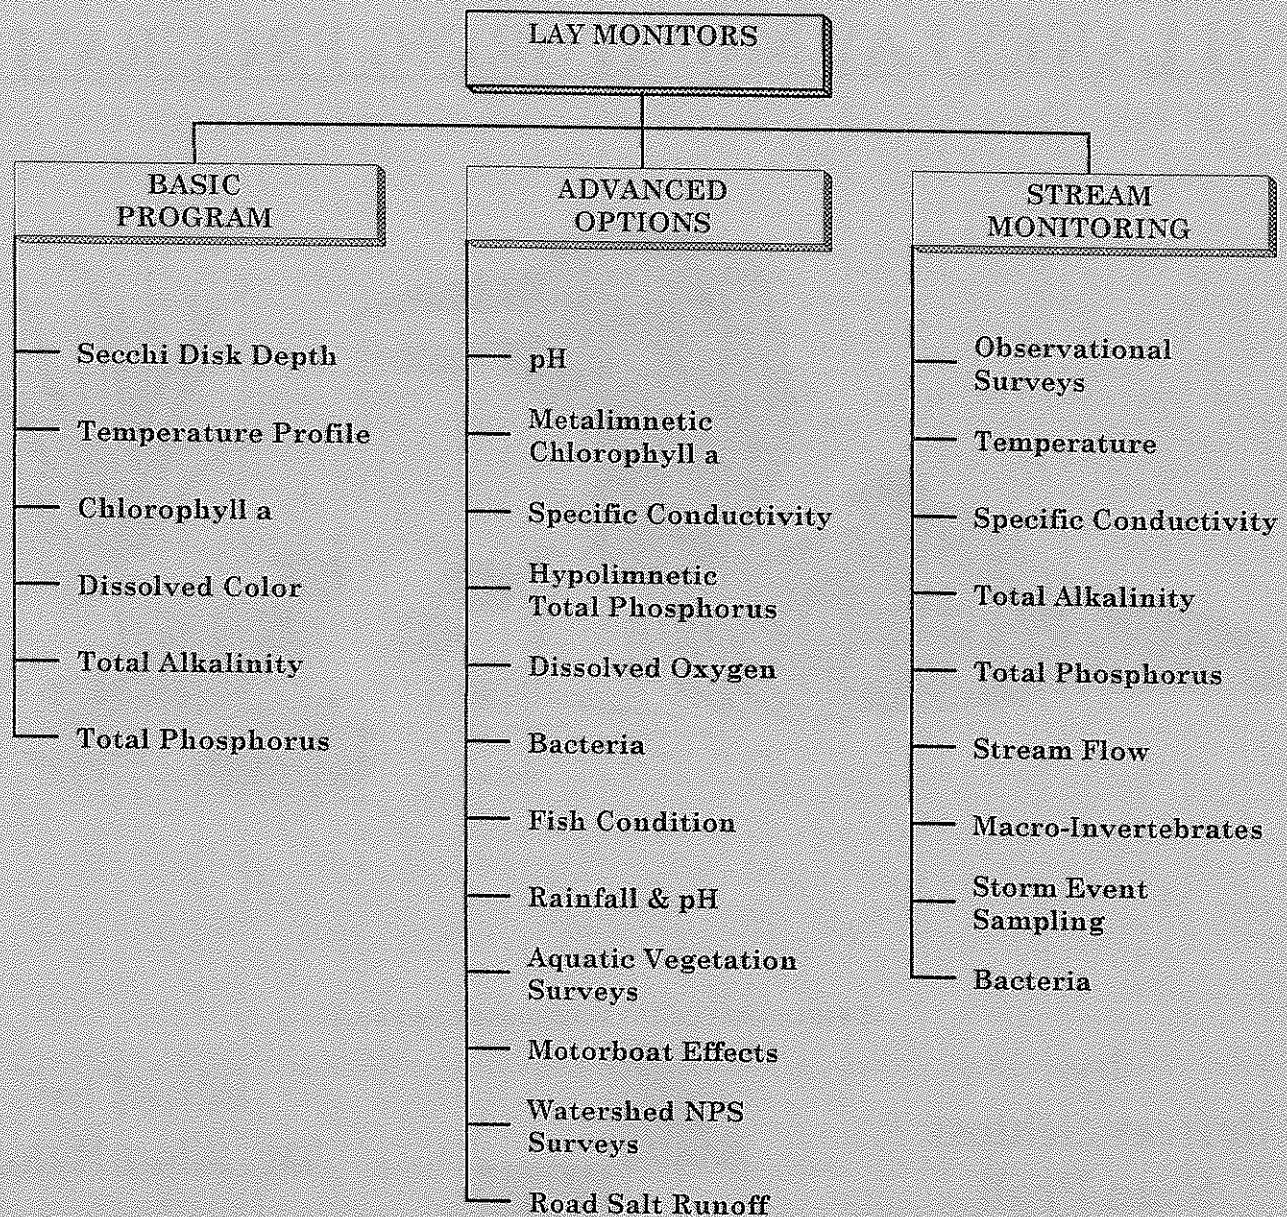 LAY MONITORS
BASIC
PROGRAM
Secchi Disk Depth
Temperature Profile
Chlorophyll a
Dissolved Color
Total Alkalinity
Total Phosphorus
ADVANCED
OPTIONS
pH
Metalimnetic
Chlorophyll a
Specific Conductivity
Hypolimnetic
Total Phosphorus
Dissolved Oxygen
Bacteria
Fish Condition
Rainfall & pH
Aquatic Vegetation
Surveys
Motorboat Effects
Watershed NPS
Surveys
Road Salt Runoff
STREAM
MONITORING
Observational
Surveys
Temperature
Specific Conductivity
Total Alkalinity
Total Phosphorus
Stream Flow
Macro-Invertebrates
Storm Event
Sampling
Bacteria